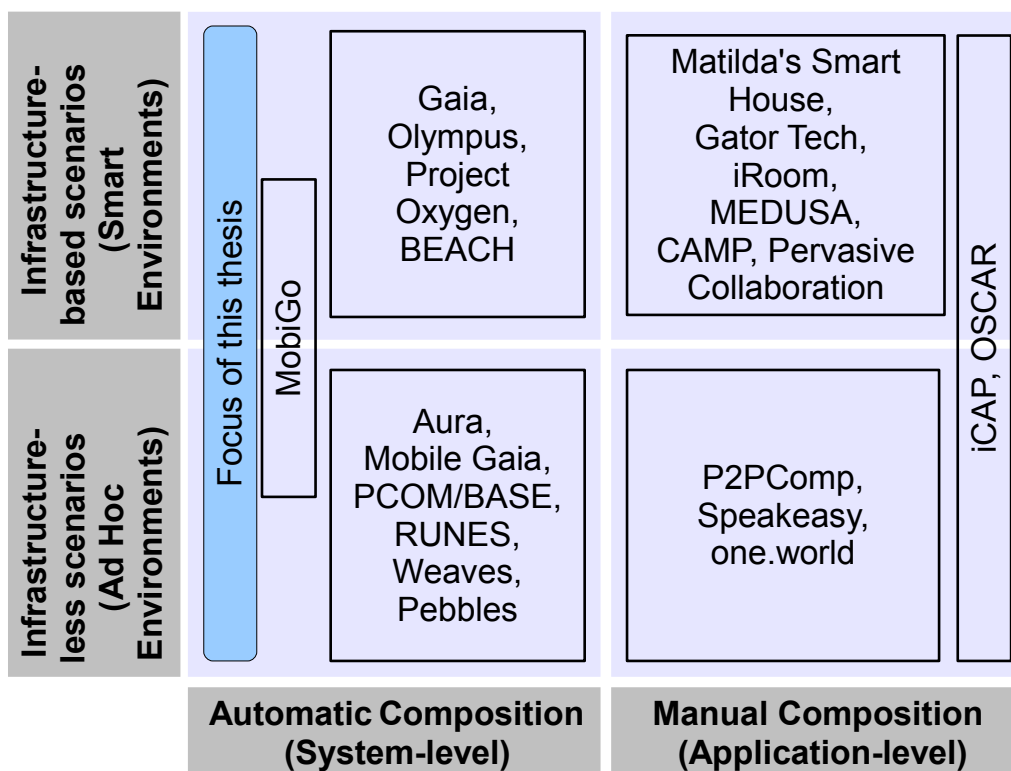 Infrastructure-
based scenarios
(Smart
Environments)
Focus of this thesis
MobiGo
Gaia,
Olympus,
Project
Oxygen,
BEACH
Matilda's Smart
House,
Gator Tech,
iRoom,
MEDUSA,
CAMP, Pervasive
Collaboration
iCAP, OSCAR
Infrastructure-
less scenarios
(Ad Hoc
Environments)
Aura,
Mobile Gaia,
PCOM/BASE,
RUNES,
Weaves,
Pebbles
P2PComp,
Speakeasy,
one.world
Automatic Composition
(System-level)
Manual Composition
(Application-level)